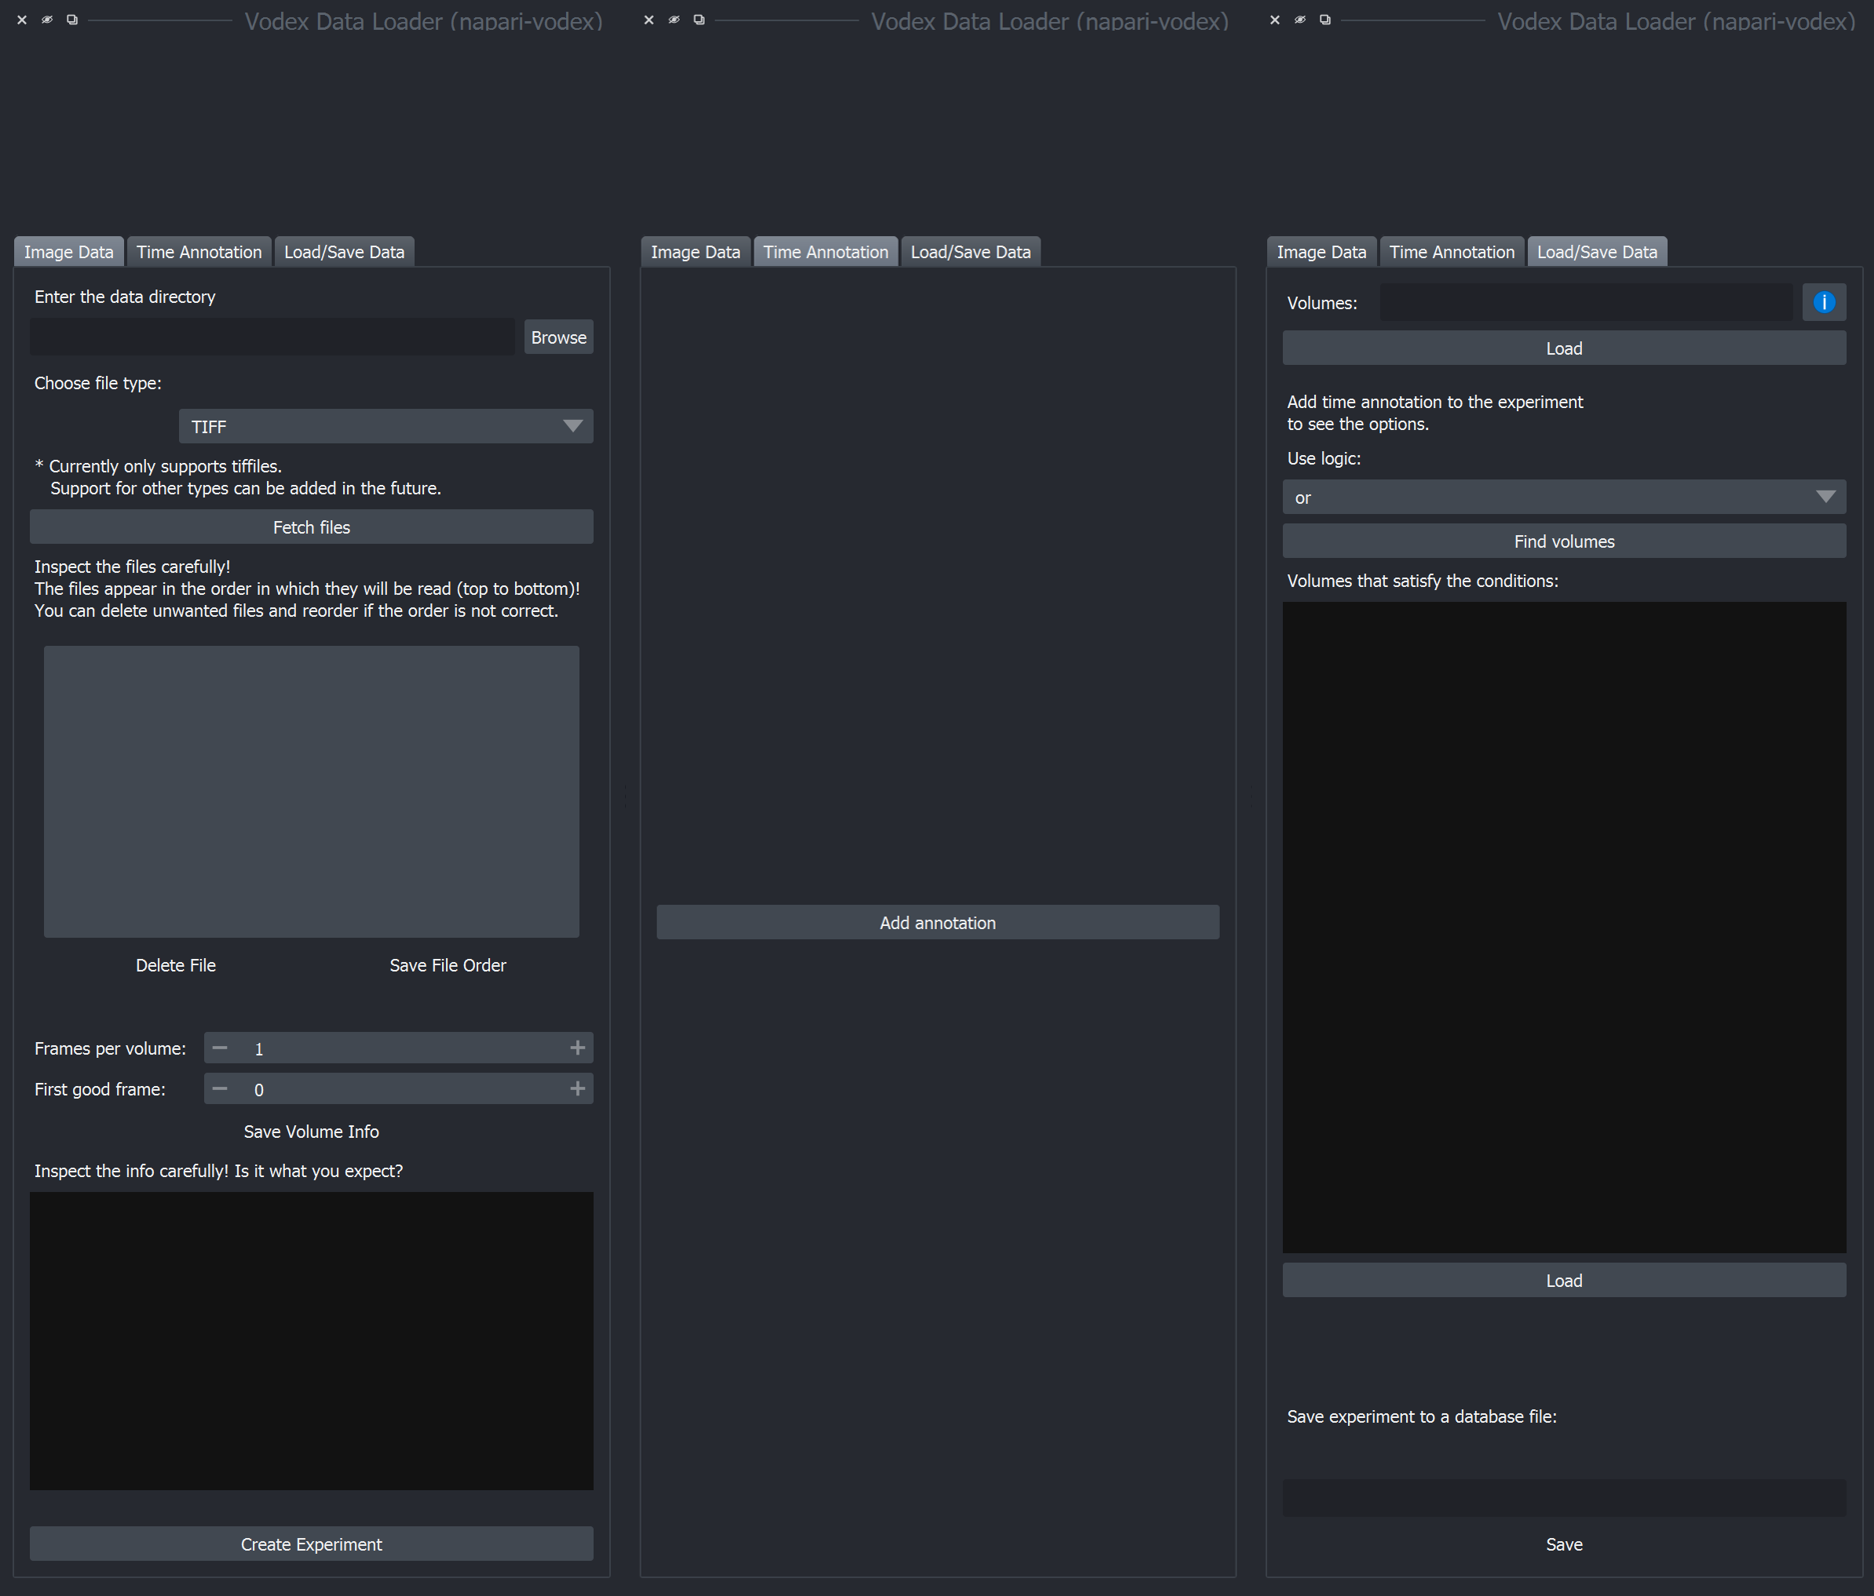 Vodex Data Loader (napari-vodex)
Image Data
Time Annotation
Load/Save Data
Enter the data directory
Browse
Choose file type:
TIFF
* Currently only supports tiffiles.
Support for other types can be added in the future.
Fetch files
Inspect the files carefully!
The files appear in the order in which they will be read (top to bottom)!
You can delete unwanted files and reorder if the order is not correct.
Delete File
Save File Order
Frames per volume:
1
First good frame:
0
Save Volume Info
Inspect the info carefully! Is it what you expect?
Create Experiment
Vodex Data Loader (napari-vodex)
Image Data
Time Annotation
Load/Save Data
Add annotation
Vodex Data Loader (napari-vodex)
Image Data
Time Annotation
Load/Save Data
Volumes:
i
Load
Add time annotation to the experiment
to see the options.
Use logic:
or
Find volumes
Volumes that satisfy the conditions:
Load
Save experiment to a database file:
Save